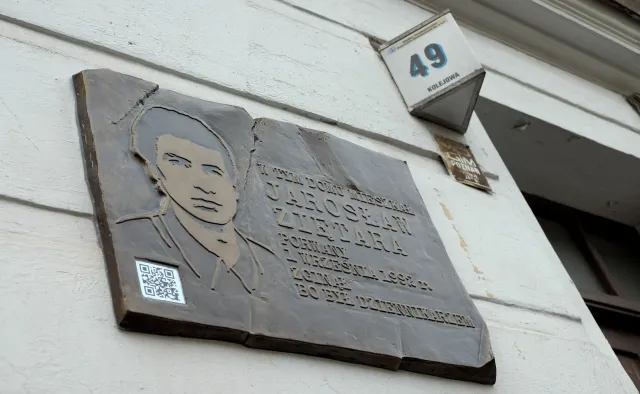 49
KOLEJOWA
W TYM DOMU MIESZKAŁ
JAROSŁAW
ZIĘTARA
PORWANY
1 WRZEŚNIA 1992 R.
ZGINĄŁ
BO BYŁ DZIENNIKARZEM